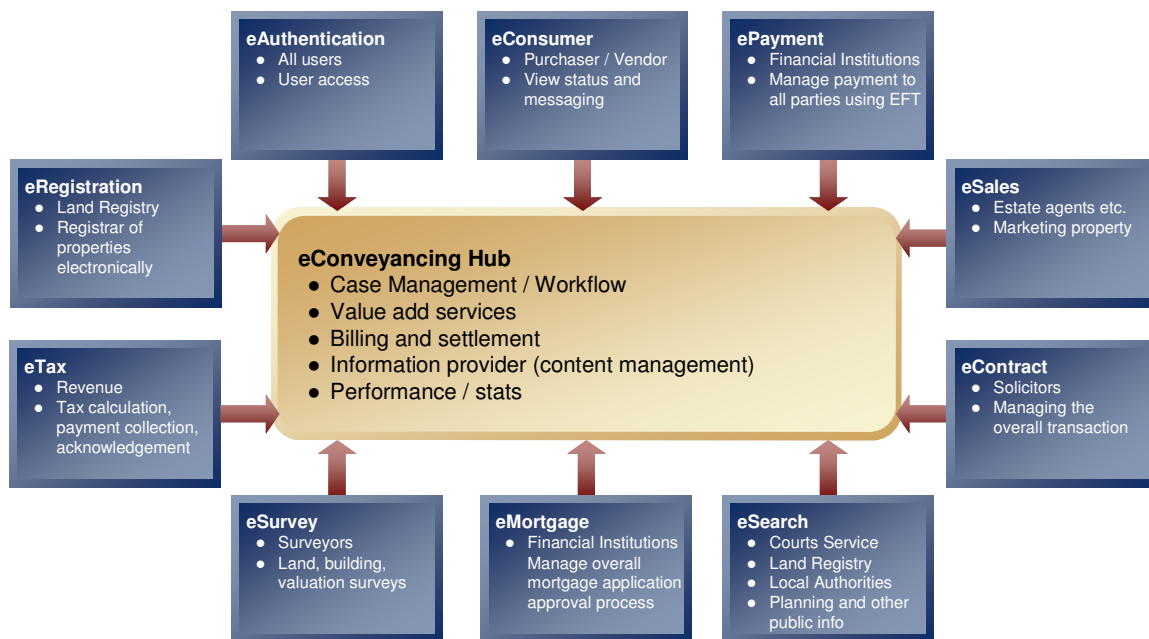 eAuthentication
● All users
● User access
eConsumer
● Purchaser / Vendor
● View status and
messaging
ePayment
● Financial Institutions
● Manage payment to
all parties using EFT
eRegistration
● Land Registry
● Registrar of
properties
electronically
eSales
● Estate agents etc.
● Marketing property
eConveyancing Hub
● Case Management / Workflow
● Value add services
● Billing and settlement
● Information provider (content management)
● Performance / stats
eTax
● Revenue
● Tax calculation,
payment collection,
acknowledgement
eContract
● Solicitors
● Managing the
overall transaction
eSurvey
● Surveyors
● Land, building,
valuation surveys
eMortgage
● Financial Institutions
Manage overall
mortgage application
approval process
eSearch
● Courts Service
● Land Registry
● Local Authorities
● Planning and other
public info